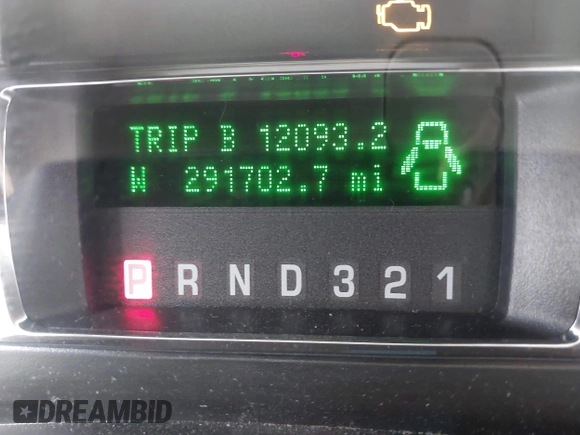 TRIP B 12093.2
W 291702.7 mi
P R N D 3 2 1
DREAMBID